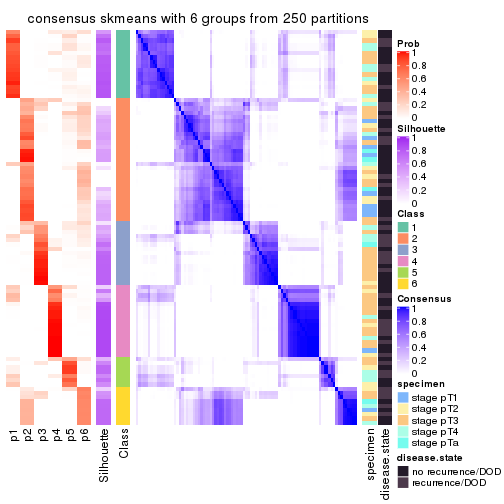 consensus skmeans with 6 groups from 250 partitions
Prob
1
0.8
0.6
0.4
0.2
0
Silhouette
1
0.8
0.6
0.4
0.2
0
Class
1
2
3
4
5
6
Consensus
1
0.8
0.6
0.4
0.2
0
specimen
stage pT1
stage pT2
stage pT3
stage pT4
stage pTa
disease.state
no recurrence/DOD
recurrence/DOD
p1
p2
p3
p4
p5
p6
Silhouette
Class
specimen
disease.state